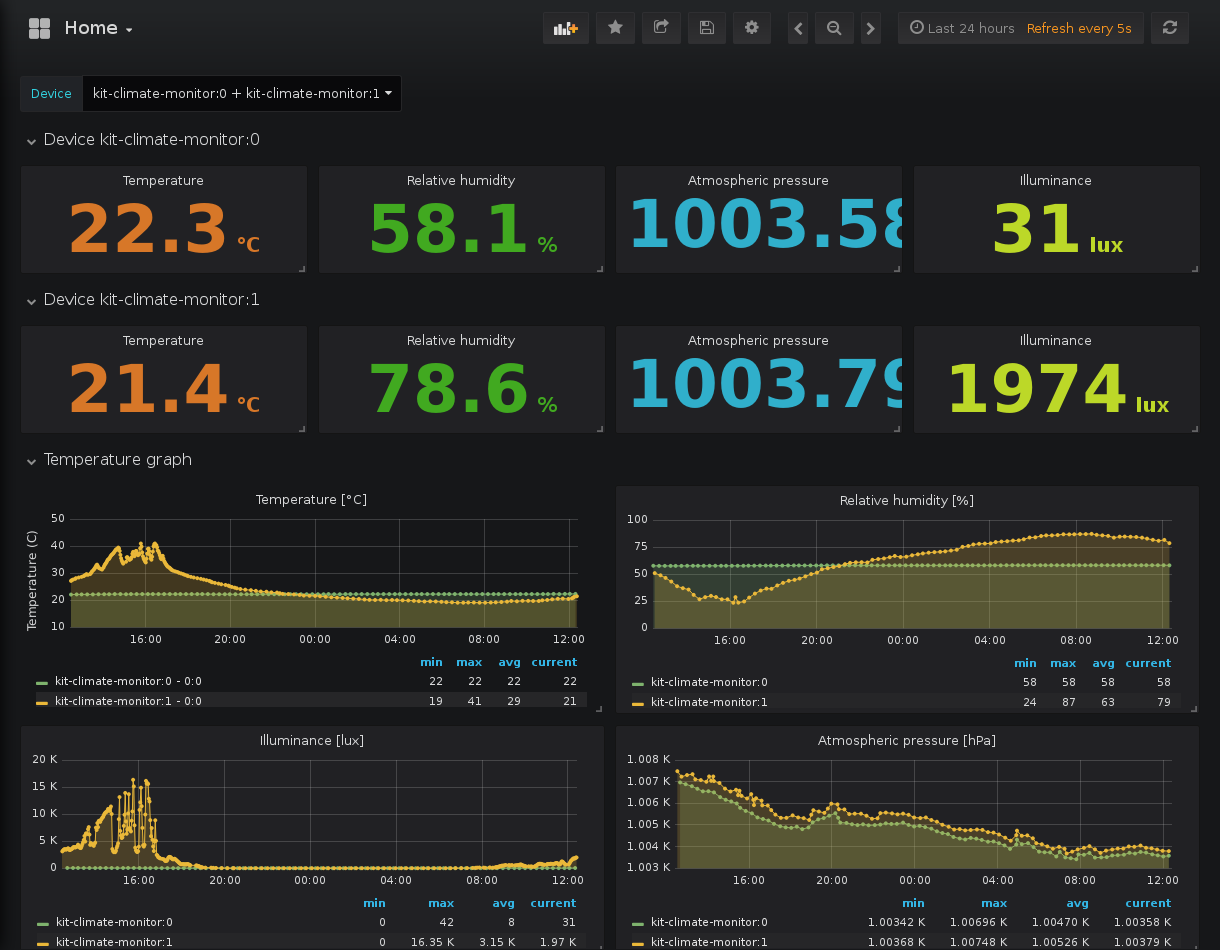 Home
Last 24 hours Refresh every 5s
Device kit-climate-monitor:0 + kit-climate-monitor:1
Device kit-climate-monitor:0
Temperature Relative humidity Atmospheric pressure Illuminance
22.3 °C 58.1 % 1003.58 31 lux
Device kit-climate-monitor:1
Temperature Relative humidity Atmospheric pressure Illuminance
21.4 °C 78.6 % 1003.79 1974 lux
Temperature graph
Temperature [°C]
Temperature (C)
50
40
30
20
10
16:00 20:00 00:00 04:00 08:00 12:00
min max avg current
kit-climate-monitor:0 - 0:0 22 22 22 22
kit-climate-monitor:1 - 0:0 19 41 29 21
Relative humidity [%]
100
75
50
25
0
16:00 20:00 00:00 04:00 08:00 12:00
min max avg current
kit-climate-monitor:0 58 58 58 58
kit-climate-monitor:1 24 87 63 79
Illuminance [lux]
20 K
15 K
10 K
5 K
0
16:00 20:00 00:00 04:00 08:00 12:00
min max avg current
kit-climate-monitor:0 0 42 8 31
kit-climate-monitor:1 0 16.35 K 3.15 K 1.97 K
Atmospheric pressure [hPa]
1.008 K
1.007 K
1.006 K
1.005 K
1.004 K
1.003 K
16:00 20:00 00:00 04:00 08:00 12:00
min max avg current
kit-climate-monitor:0 1.00342 K 1.00696 K 1.00470 K 1.00358 K
kit-climate-monitor:1 1.00368 K 1.00748 K 1.00526 K 1.00379 K